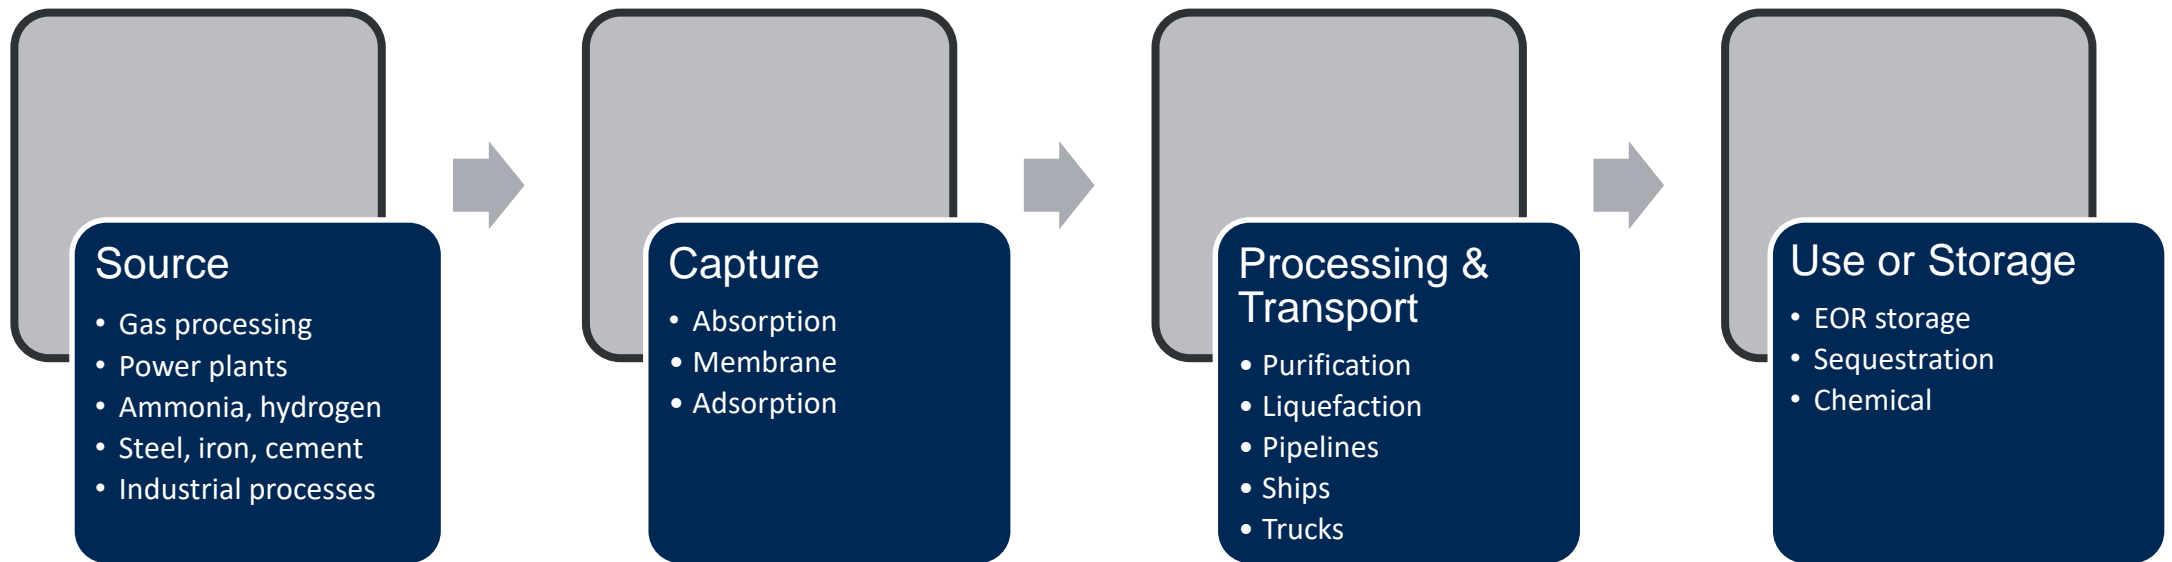 Source
• Gas processing
• Power plants
• Ammonia, hydrogen
• Steel, iron, cement
• Industrial processes
Capture
• Absorption
• Membrane
• Adsorption
Processing &
Transport
• Purification
• Liquefaction
• Pipelines
• Ships
• Trucks
Use or Storage
• EOR storage
• Sequestration
• Chemical